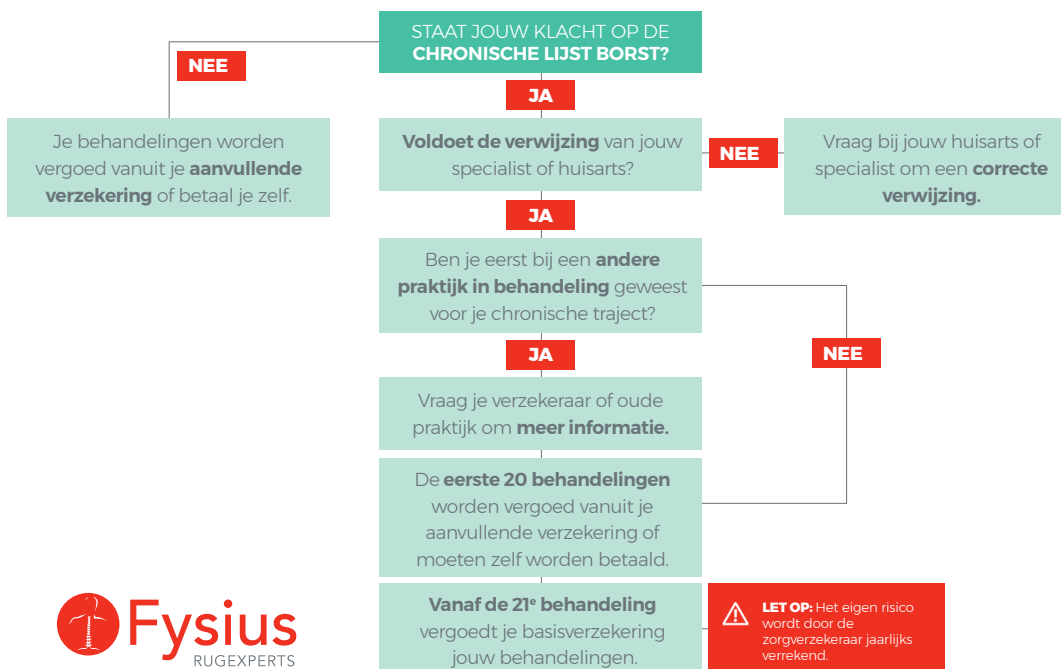 STAAT JOUW KLACHT OP DE
CHRONISCHE LIJST BORST?
NEE
JA
Je behandelingen worden
vergoed vanuit je aanvullende
verzekering of betaal je zelf.
Voldoet de verwijzing van jouw
specialist of huisarts?
NEE
Vraag bij jouw huisarts of
specialist om een correcte
verwijzing.
JA
Ben je eerst bij een andere
praktijk in behandeling geweest
voor je chronische traject?
NEE
JA
Vraag je verzekeraar of oude
praktijk om meer informatie.
De eerste 20 behandelingen
worden vergoed vanuit je
aanvullende verzekering of
moeten zelf worden betaald.
Vanaf de 21e behandeling
vergoedt je basisverzekering
jouw behandelingen.
LET OP: Het eigen risico
wordt door de
zorgverzekeraar jaarlijks
verrekend.
Fysius
RUGEXPERTS